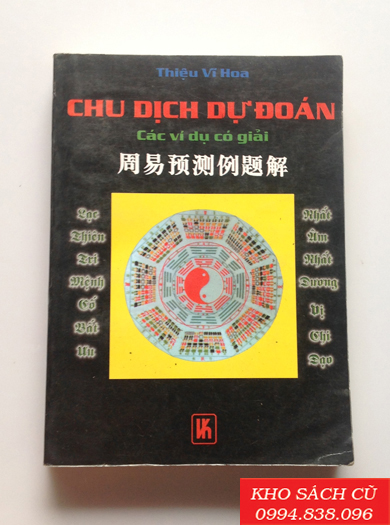 Thiệu Vĩ Hoa
CHU DỊCH DỰ ĐOÁN
Các ví dụ có giải
周易预测例题解
Lạc
Thiên
Tri
Mệnh
Cố
Bất
Ưu
Nhất
Âm
Nhất
Dương
Vị
Chi
Đạo
KHO SÁCH CŨ
0994.838.096